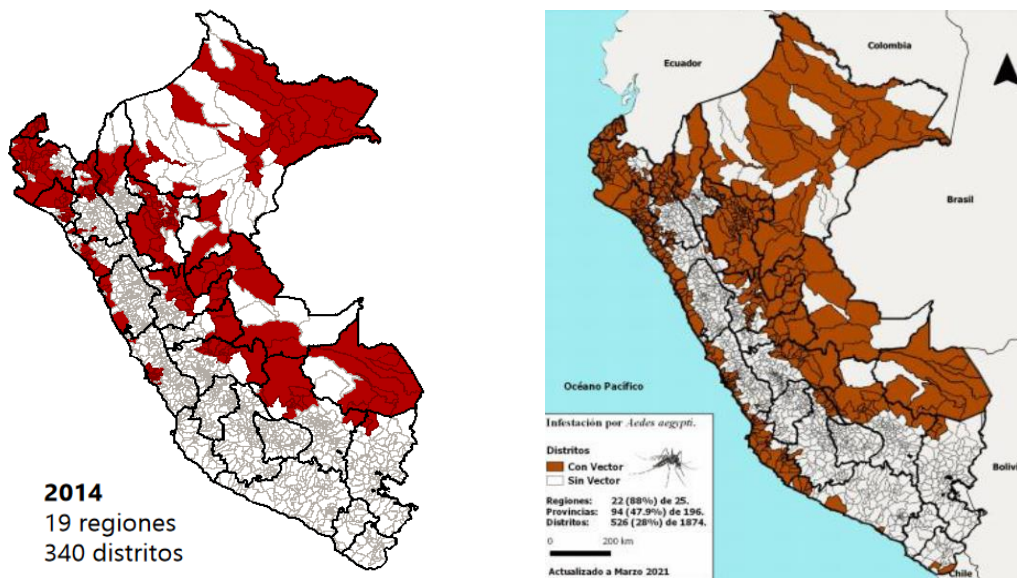 2014
19 regiones
340 distritos
Ecuador
Colombia
Brasil
Océano Pacífico
Infestación por Aedes aegypti.
Distritos
Con Vector
Sin Vector
Regiones: 22 (88%) de 25.
Provincias: 94 (47.9%) de 196.
Distritos: 526 (28%) de 1874.
0 200 km
Actualizado a Marzo 2021
Bolivi
Chile